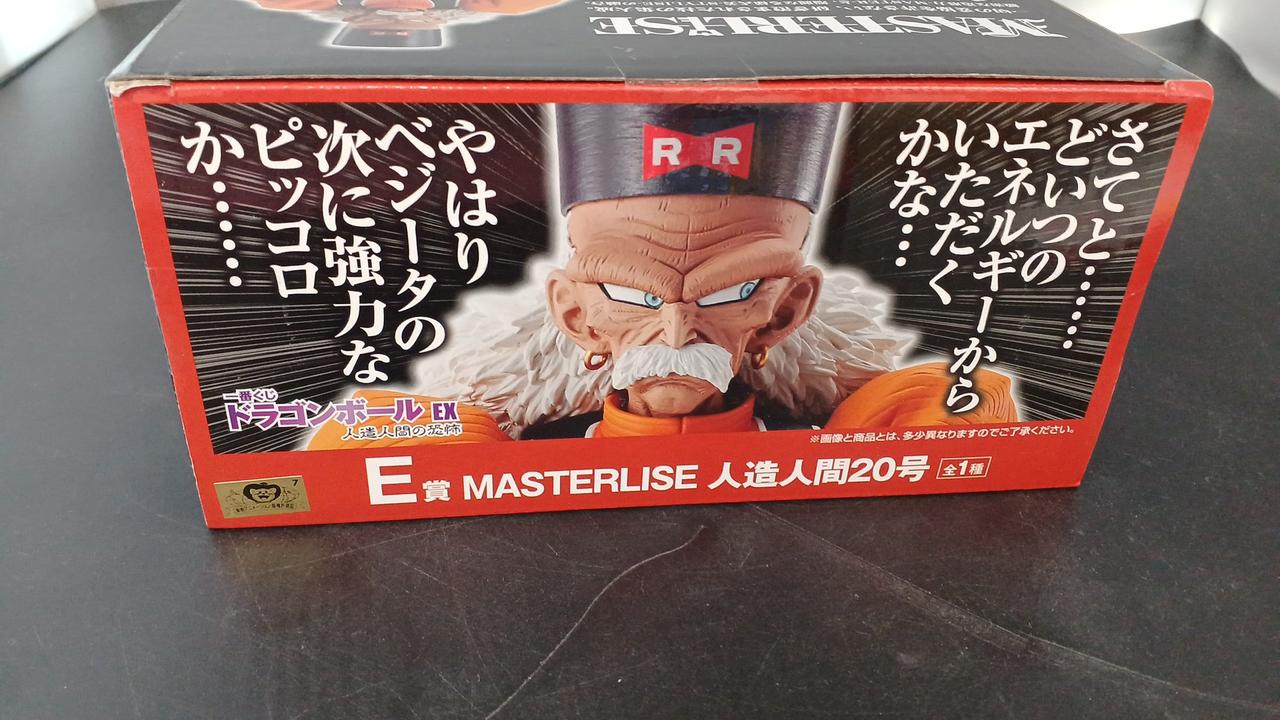 MASTERLISE
さてと……
どいつの
エネルギーから
いただく
かな…
やはり
ベジータの
次に強力な
ピッコロ
か……
R R
一番くじ
ドラゴンボール EX
人造人間の恐怖
※画像と商品とは、多少異なりますのでご了承ください。
E賞 MASTERLISE 人造人間20号 全1種
7